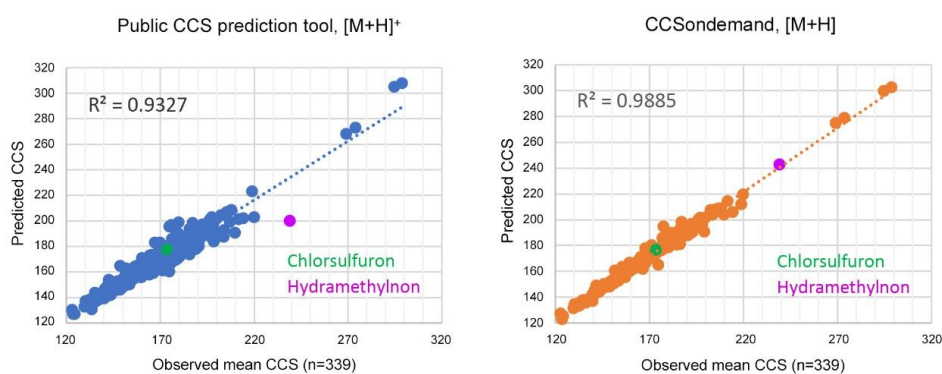 Public CCS prediction tool, [M+H]⁺
320
300
280
260
240
220
200
180
160
140
120
Predicted CCS
R² = 0.9327
Chlorsulfuron
Hydramethylnon
120
170
220
270
320
Observed mean CCS (n=339)
CCSondemand, [M+H]
320
300
280
260
240
220
200
180
160
140
120
Predicted CCS
R² = 0.9885
Chlorsulfuron
Hydramethylnon
120
170
220
270
320
Observed mean CCS (n=339)